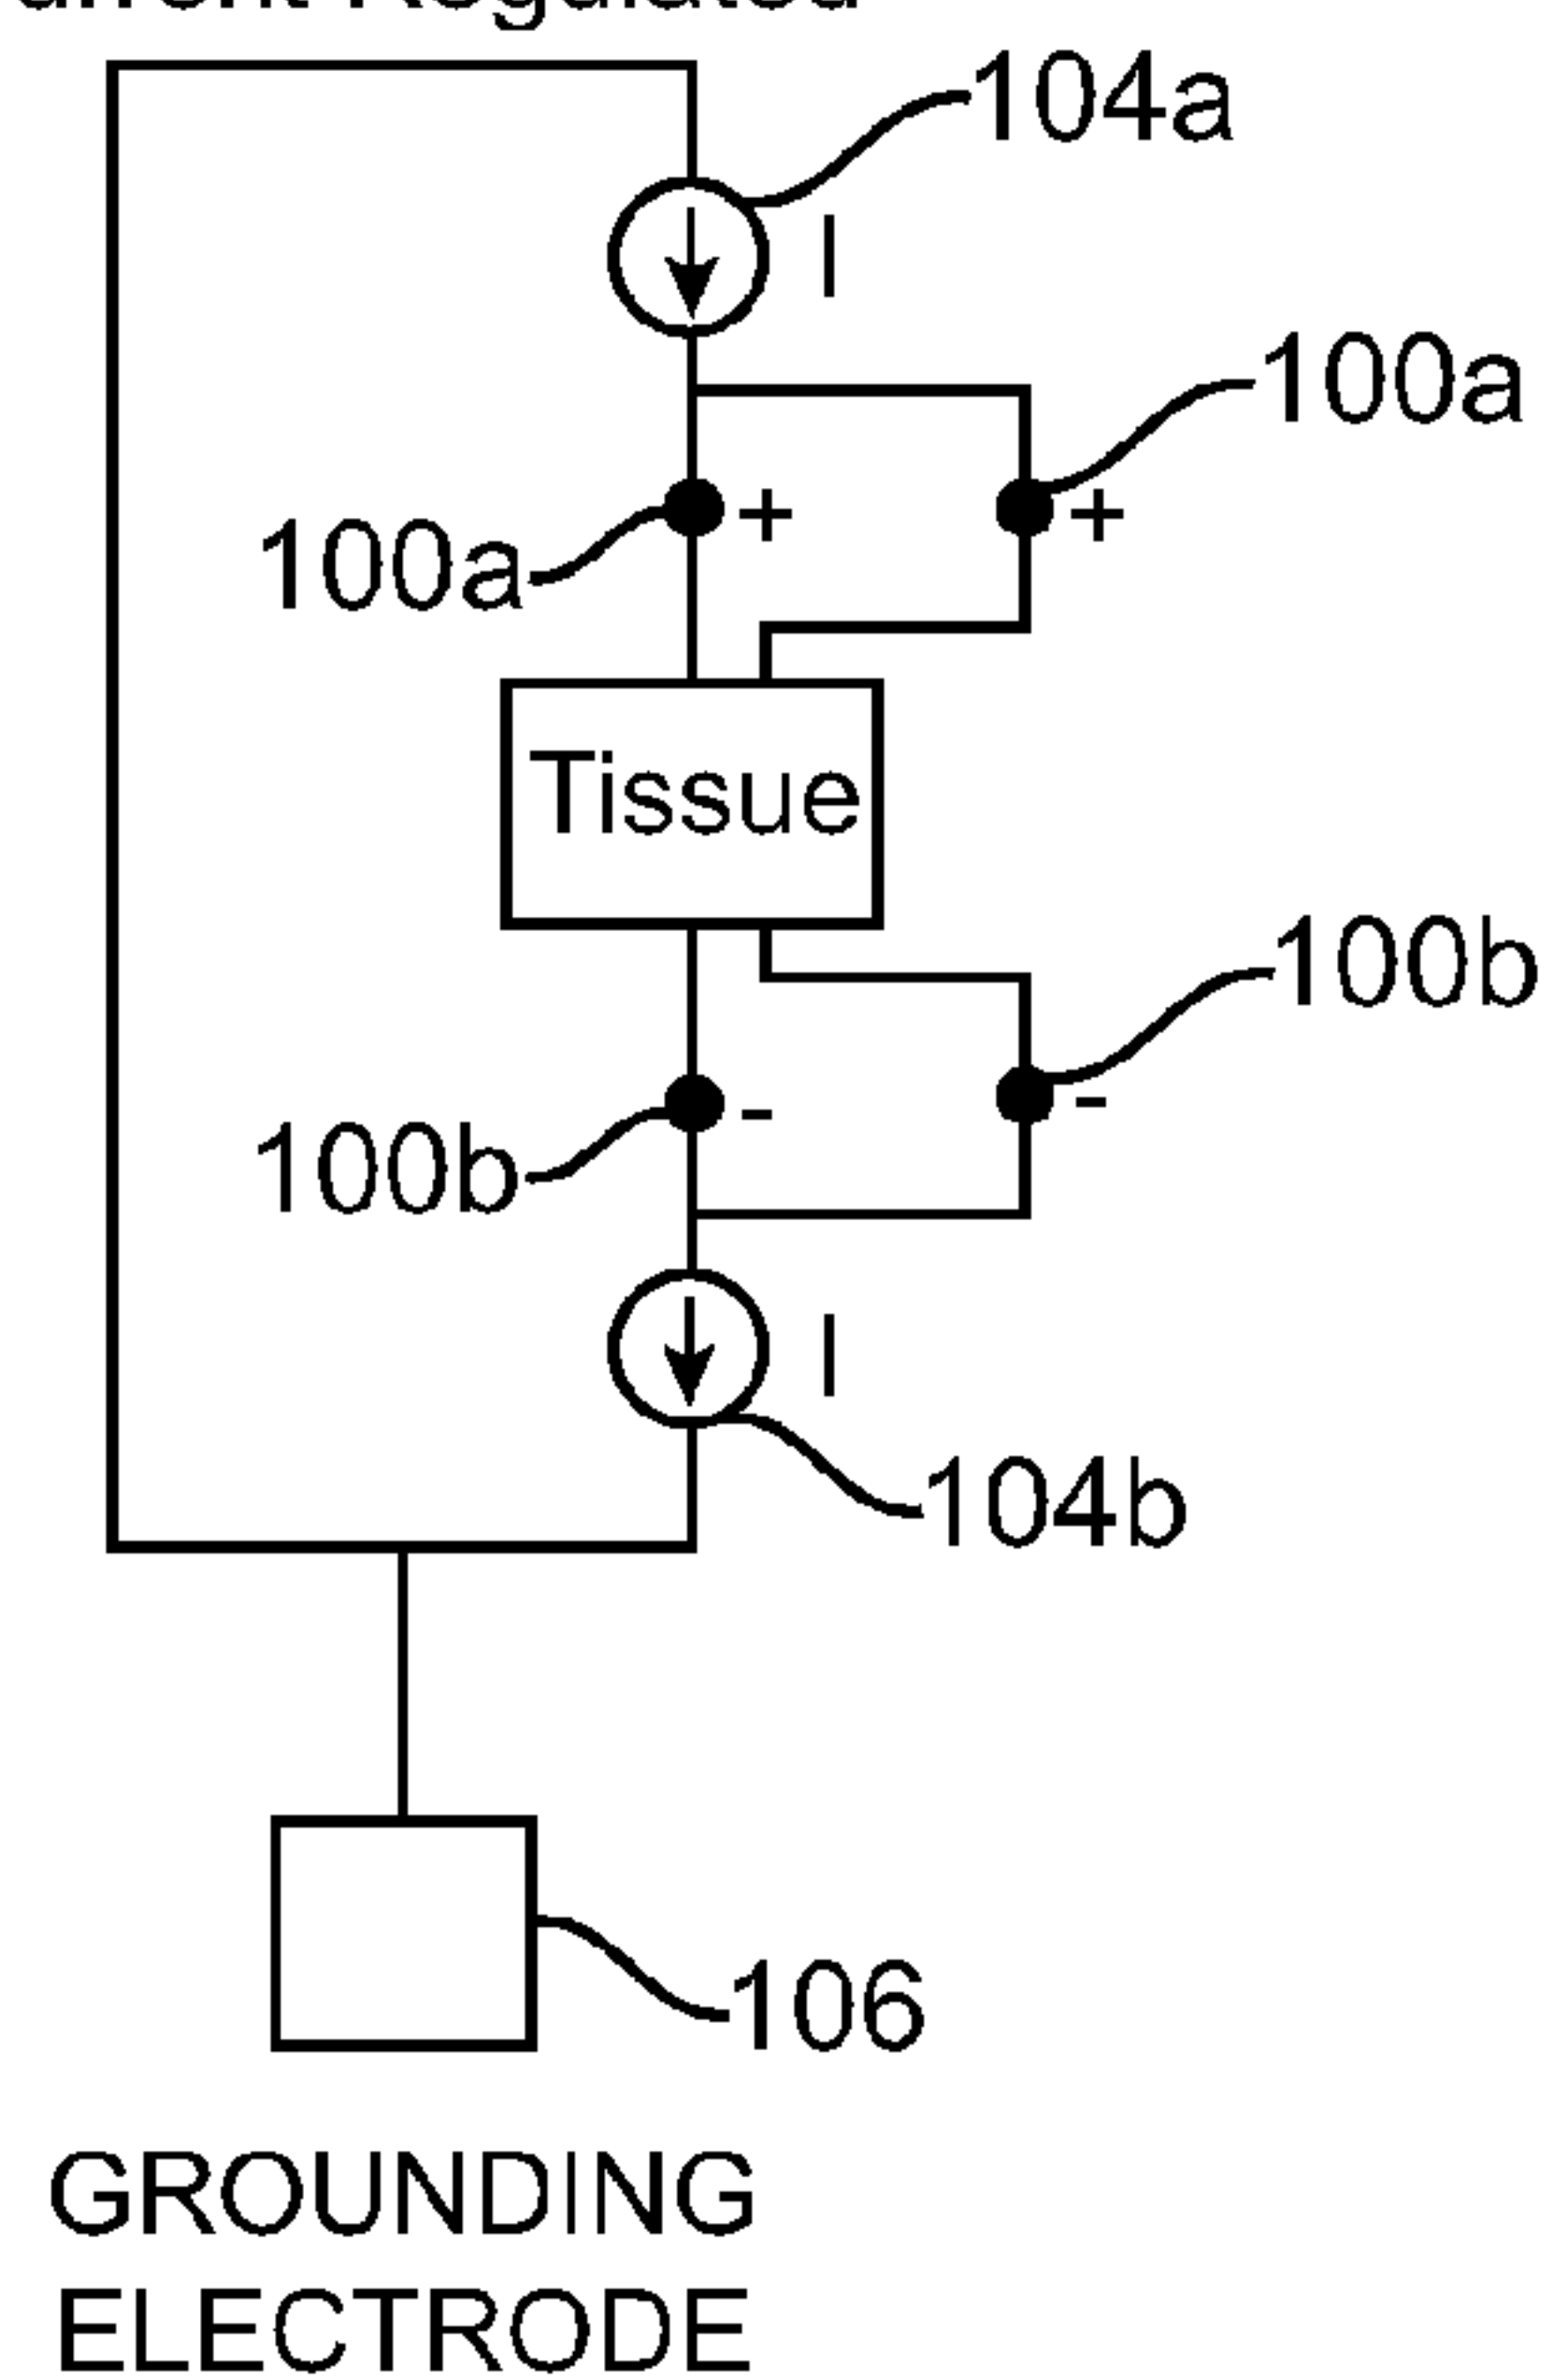 104a
I
100a
+
+
100a
Tissue
100b
-
-
100b
I
104b
106
GROUNDING
ELECTRODE